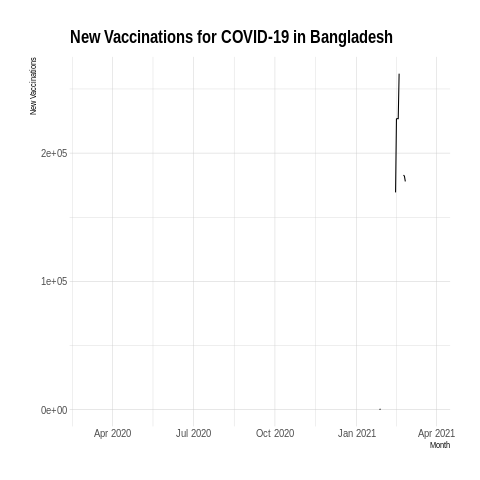 New Vaccinations for COVID-19 in Bangladesh
New Vaccinations
2e+05
1e+05
0e+00
Apr 2020 Jul 2020 Oct 2020 Jan 2021 Apr 2021
Month